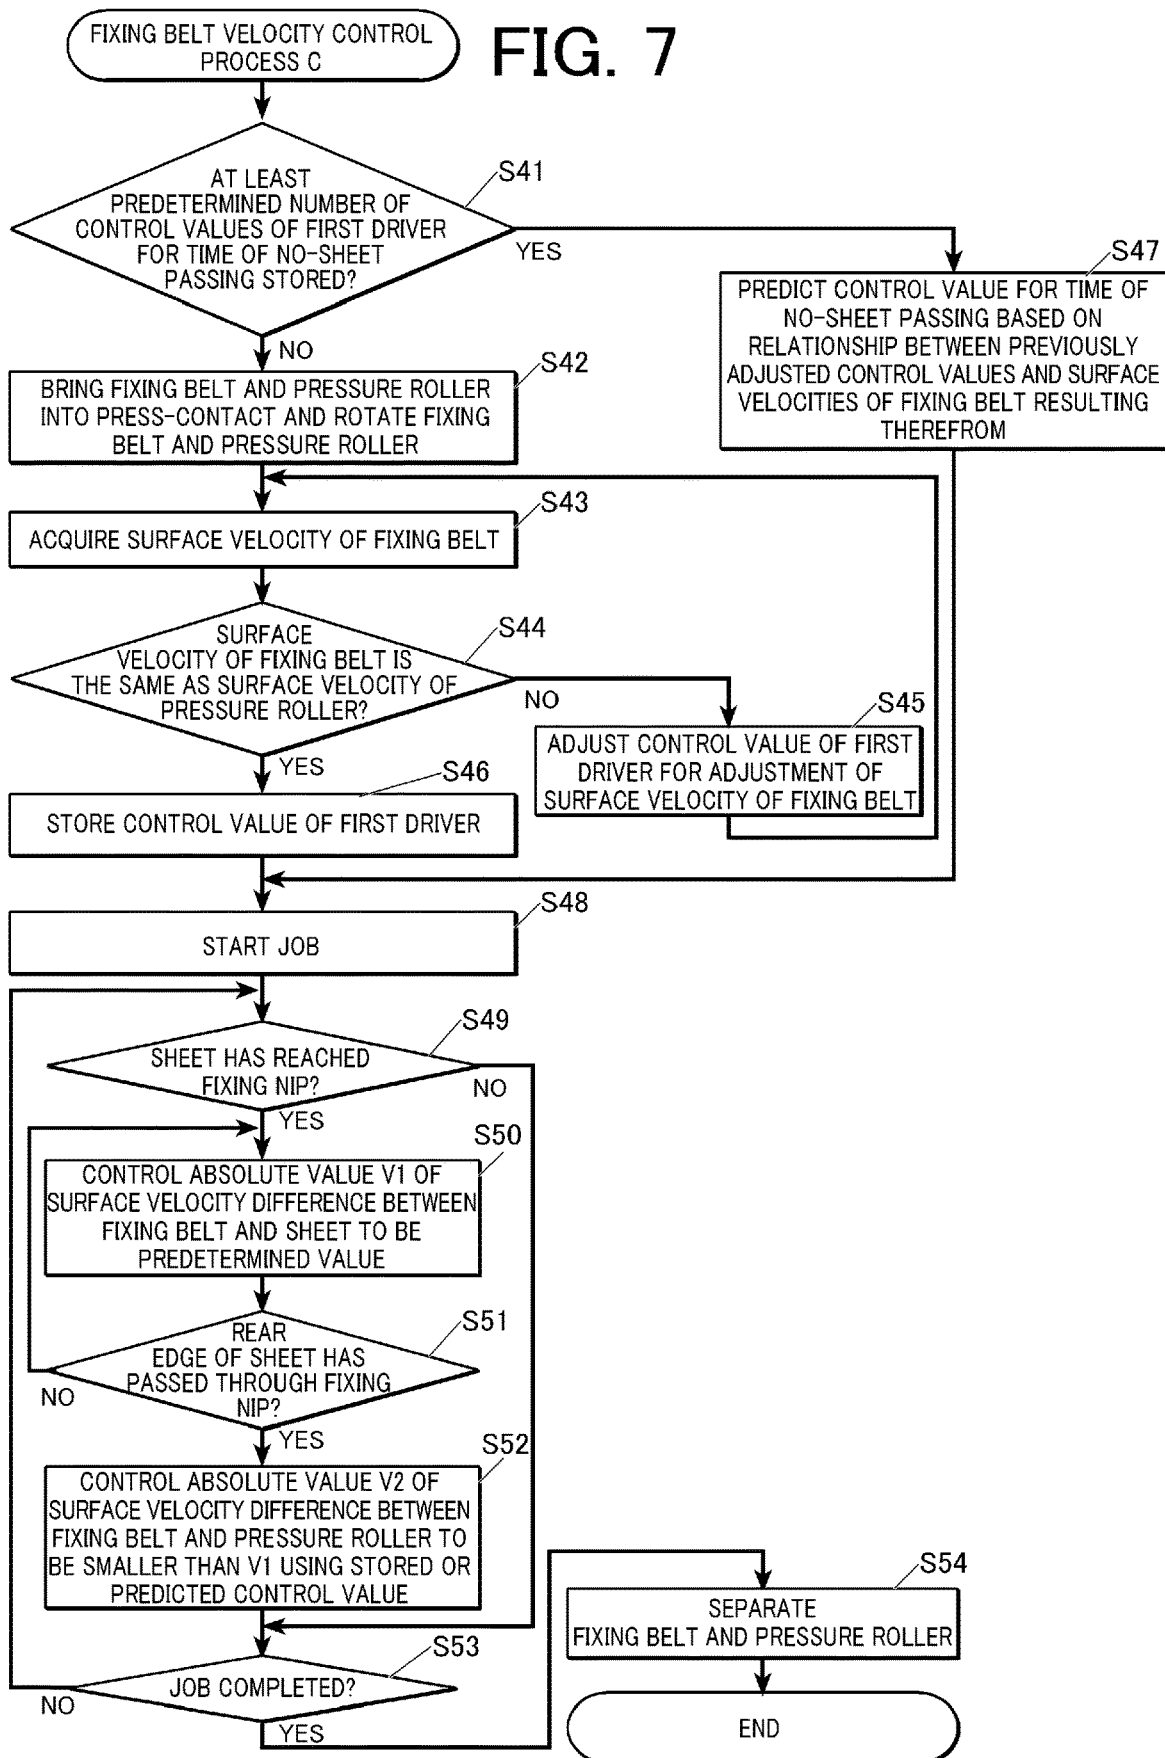 FIXING BELT VELOCITY CONTROL
PROCESS C
FIG. 7
AT LEAST
PREDETERMINED NUMBER OF
CONTROL VALUES OF FIRST DRIVER
FOR TIME OF NO-SHEET
PASSING STORED?
S41
YES
NO
S47
PREDICT CONTROL VALUE FOR TIME OF
NO-SHEET PASSING BASED ON
RELATIONSHIP BETWEEN PREVIOUSLY
ADJUSTED CONTROL VALUES AND SURFACE
VELOCITIES OF FIXING BELT RESULTING
THEREFROM
S42
BRING FIXING BELT AND PRESSURE ROLLER
INTO PRESS-CONTACT AND ROTATE FIXING
BELT AND PRESSURE ROLLER
S43
ACQUIRE SURFACE VELOCITY OF FIXING BELT
S44
SURFACE
VELOCITY OF FIXING BELT IS
THE SAME AS SURFACE VELOCITY OF
PRESSURE ROLLER?
NO
YES
S45
ADJUST CONTROL VALUE OF FIRST
DRIVER FOR ADJUSTMENT OF
SURFACE VELOCITY OF FIXING BELT
S46
STORE CONTROL VALUE OF FIRST DRIVER
S48
START JOB
S49
SHEET HAS REACHED
FIXING NIP?
NO
YES
S50
CONTROL ABSOLUTE VALUE V1 OF
SURFACE VELOCITY DIFFERENCE BETWEEN
FIXING BELT AND SHEET TO BE
PREDETERMINED VALUE
S51
REAR
EDGE OF SHEET HAS
PASSED THROUGH FIXING
NIP?
NO
YES
S52
CONTROL ABSOLUTE VALUE V2 OF
SURFACE VELOCITY DIFFERENCE BETWEEN
FIXING BELT AND PRESSURE ROLLER TO
BE SMALLER THAN V1 USING STORED OR
PREDICTED CONTROL VALUE
S53
JOB COMPLETED?
NO
YES
S54
SEPARATE
FIXING BELT AND PRESSURE ROLLER
END